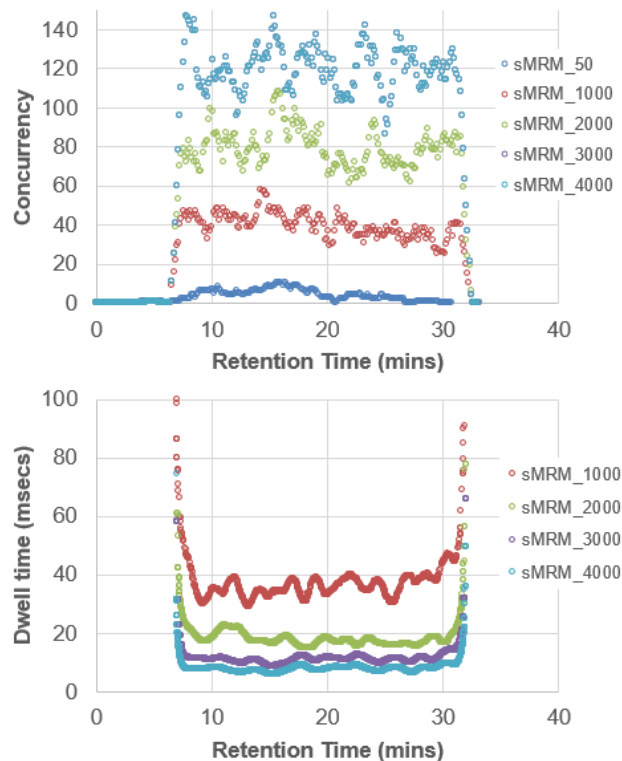 140
120
100
80
60
40
20
0
Concurrency
0
10
20
30
40
Retention Time (mins)
sMRM_50
sMRM_1000
sMRM_2000
sMRM_3000
sMRM_4000
100
80
60
40
20
0
Dwell time (msecs)
0
10
20
30
40
Retention Time (mins)
sMRM_1000
sMRM_2000
sMRM_3000
sMRM_4000